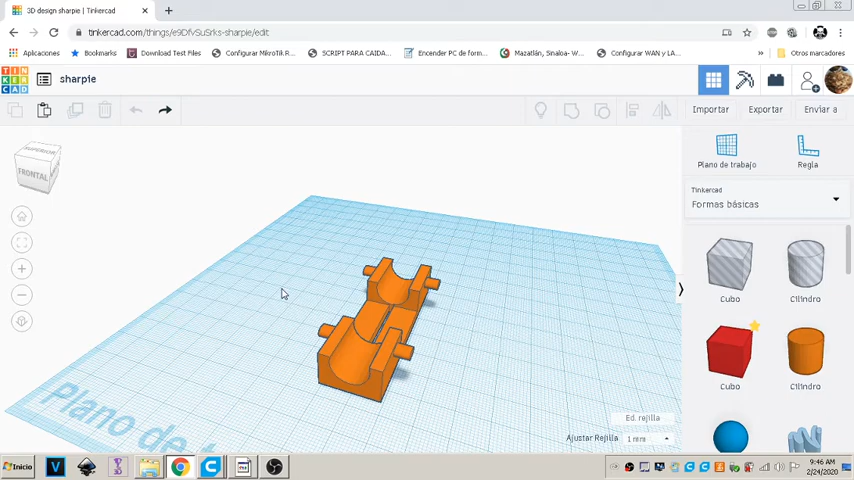 3D design sharpie | Tinkercad
tinkercad.com/things/e9DfvSuSrks-sharpie/edit
Aplicaciones
Bookmarks
Download Test Files
Configurar MikroTik R...
SCRIPT PARA CAIDA...
Encender PC de form...
Mazatlán, Sinaloa- W...
Configurar WAN y LA...
Otros marcadores
TIN
KER
CAD
sharpie
Importar
Exportar
Enviar a
SUPERIOR
FRONTAL
Plano de trabajo
Regla
Tinkercad
Formas básicas
Cubo
Cilindro
Cubo
Cilindro
Plano de t
Ed. rejilla
Ajustar Rejilla
1 mm
Inicio
9:46 AM
2/24/2020